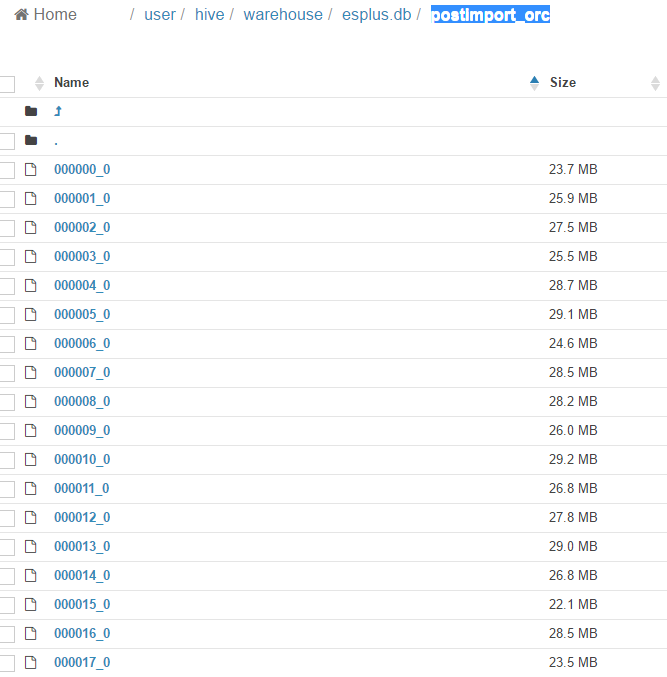 Home / user / hive / warehouse / esplus.db / postimport_orc
Name Size
.
000000_0 23.7 MB
000001_0 25.9 MB
000002_0 27.5 MB
000003_0 25.5 MB
000004_0 28.7 MB
000005_0 29.1 MB
000006_0 24.6 MB
000007_0 28.5 MB
000008_0 28.2 MB
000009_0 26.0 MB
000010_0 29.2 MB
000011_0 26.8 MB
000012_0 27.8 MB
000013_0 29.0 MB
000014_0 26.8 MB
000015_0 22.1 MB
000016_0 28.5 MB
000017_0 23.5 MB